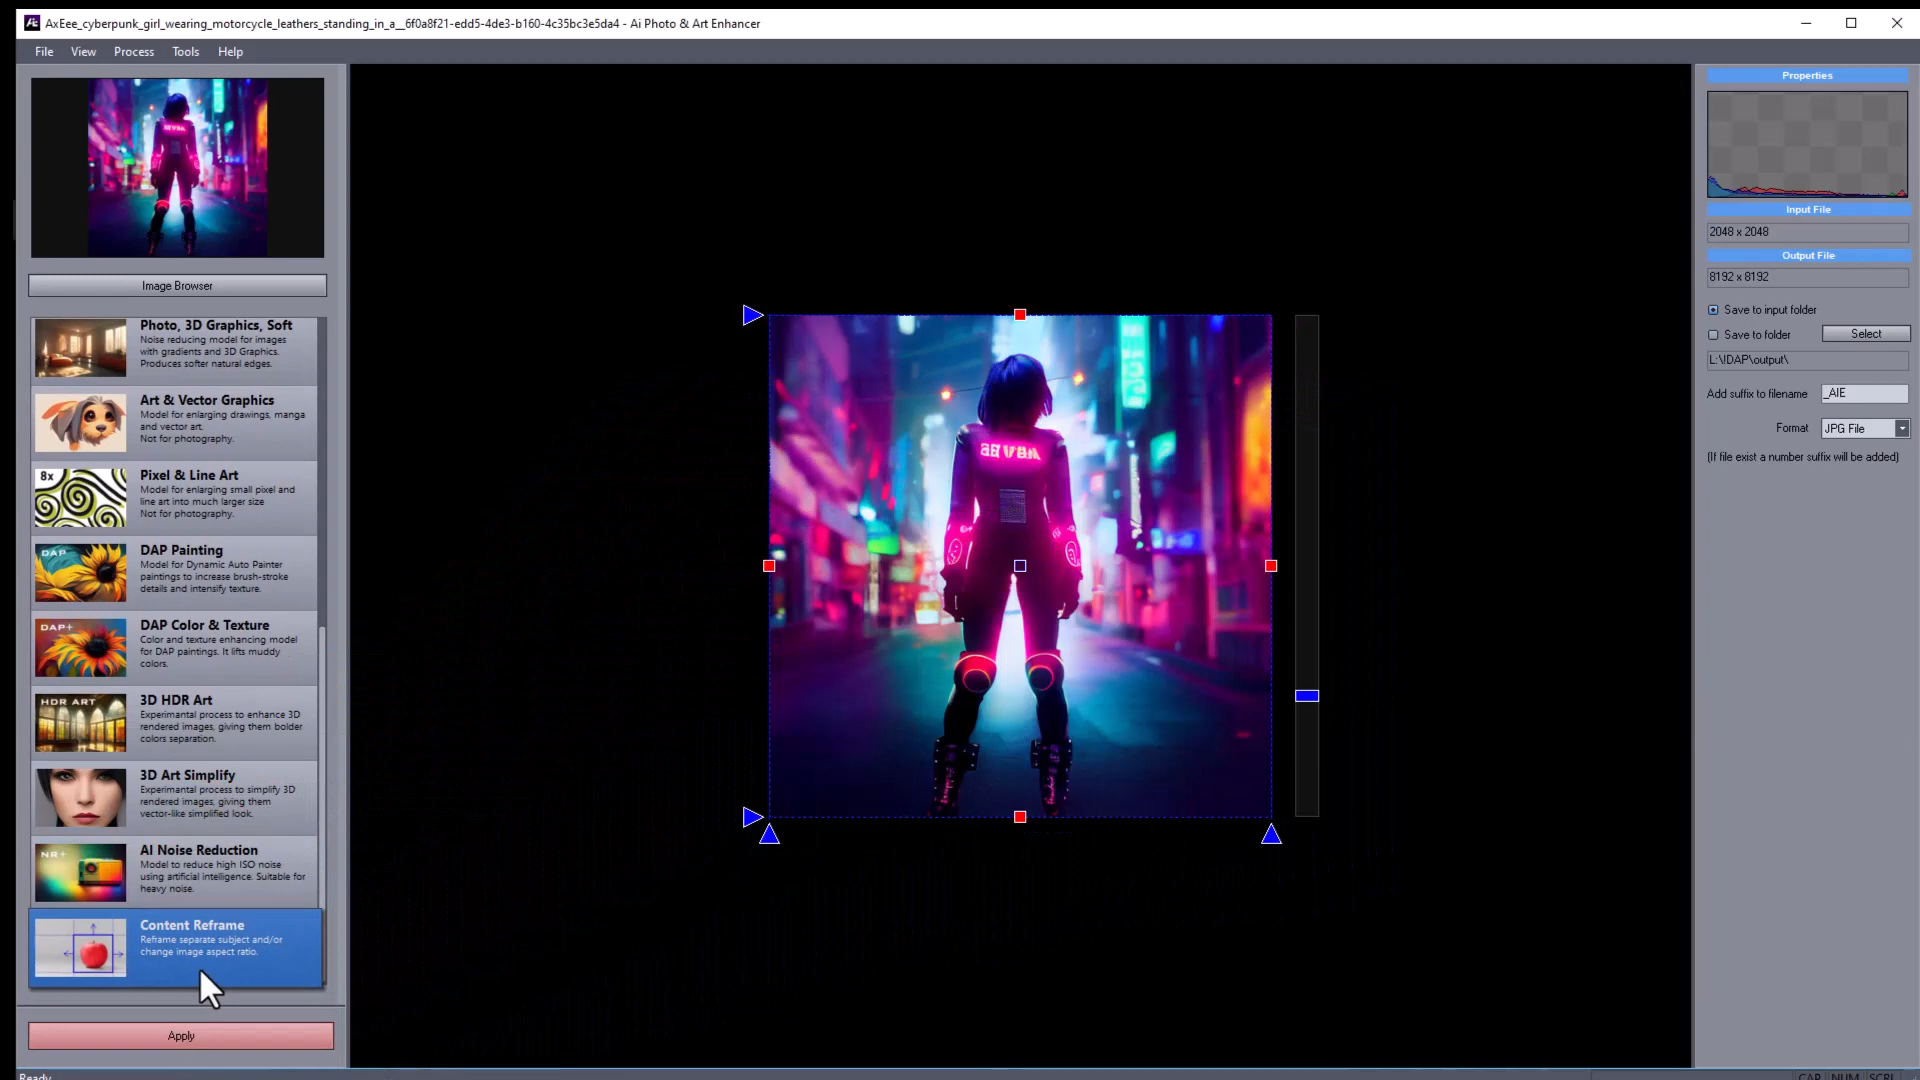 AxEee_cyberpunk_girl_wearing_motorcycle_leathers_standing_in_a__6f0a8f21-edd5-4de3-b160-4c35bc3e5da4 - Ai Photo & Art Enhancer
File View Process Tools Help
Image Browser
Photo, 3D Graphics, Soft
Noise reducing model for images
with gradients and 3D Graphics.
Produces softer natural edges.
Art & Vector Graphics
Model for enlarging drawings, manga
and vector art.
Not for photography.
8x
Pixel & Line Art
Model for enlarging small pixel and
line art into much larger size
Not for photography.
DAP
DAP Painting
Model for Dynamic Auto Painter
paintings to increase brush-stroke
details and intensify texture.
DAP+
DAP Color & Texture
Color and texture enhancing model
for DAP paintings. It lifts muddy
colors.
HDR ART
3D HDR Art
Experimantal process to enhance 3D
rendered images, giving them bolder
colors separation.
3D Art Simplify
Experimantal process to simplify 3D
rendered images, giving them
vector-like simplified look.
NR+
AI Noise Reduction
Model to reduce high ISO noise
using artificial intelligence. Suitable for
heavy noise.
Content Reframe
Reframe separate subject and/or
change image aspect ratio.
Apply
Ready
Properties
Input File
2048 x 2048
Output File
8192 x 8192
Save to input folder
Save to folder Select
L:\!DAP\output\
Add suffix to filename _AIE
Format JPG File
(If file exist a number suffix will be added)
CAP NUM SCRL